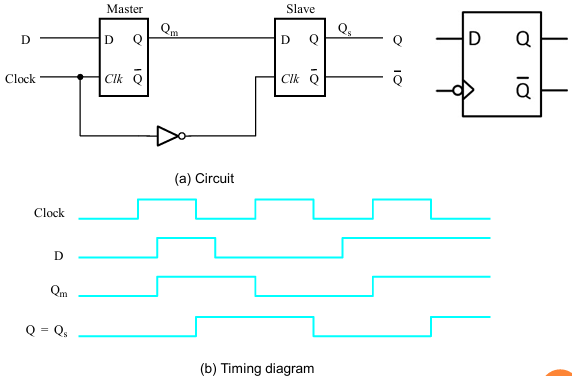 Master Slave
D D Q Qm D Q Qs Q D Q
Clock Clk Q̅ Clk Q̅ Q̅ Q̅
(a) Circuit
Clock
D
Qm
Q = Qs
(b) Timing diagram